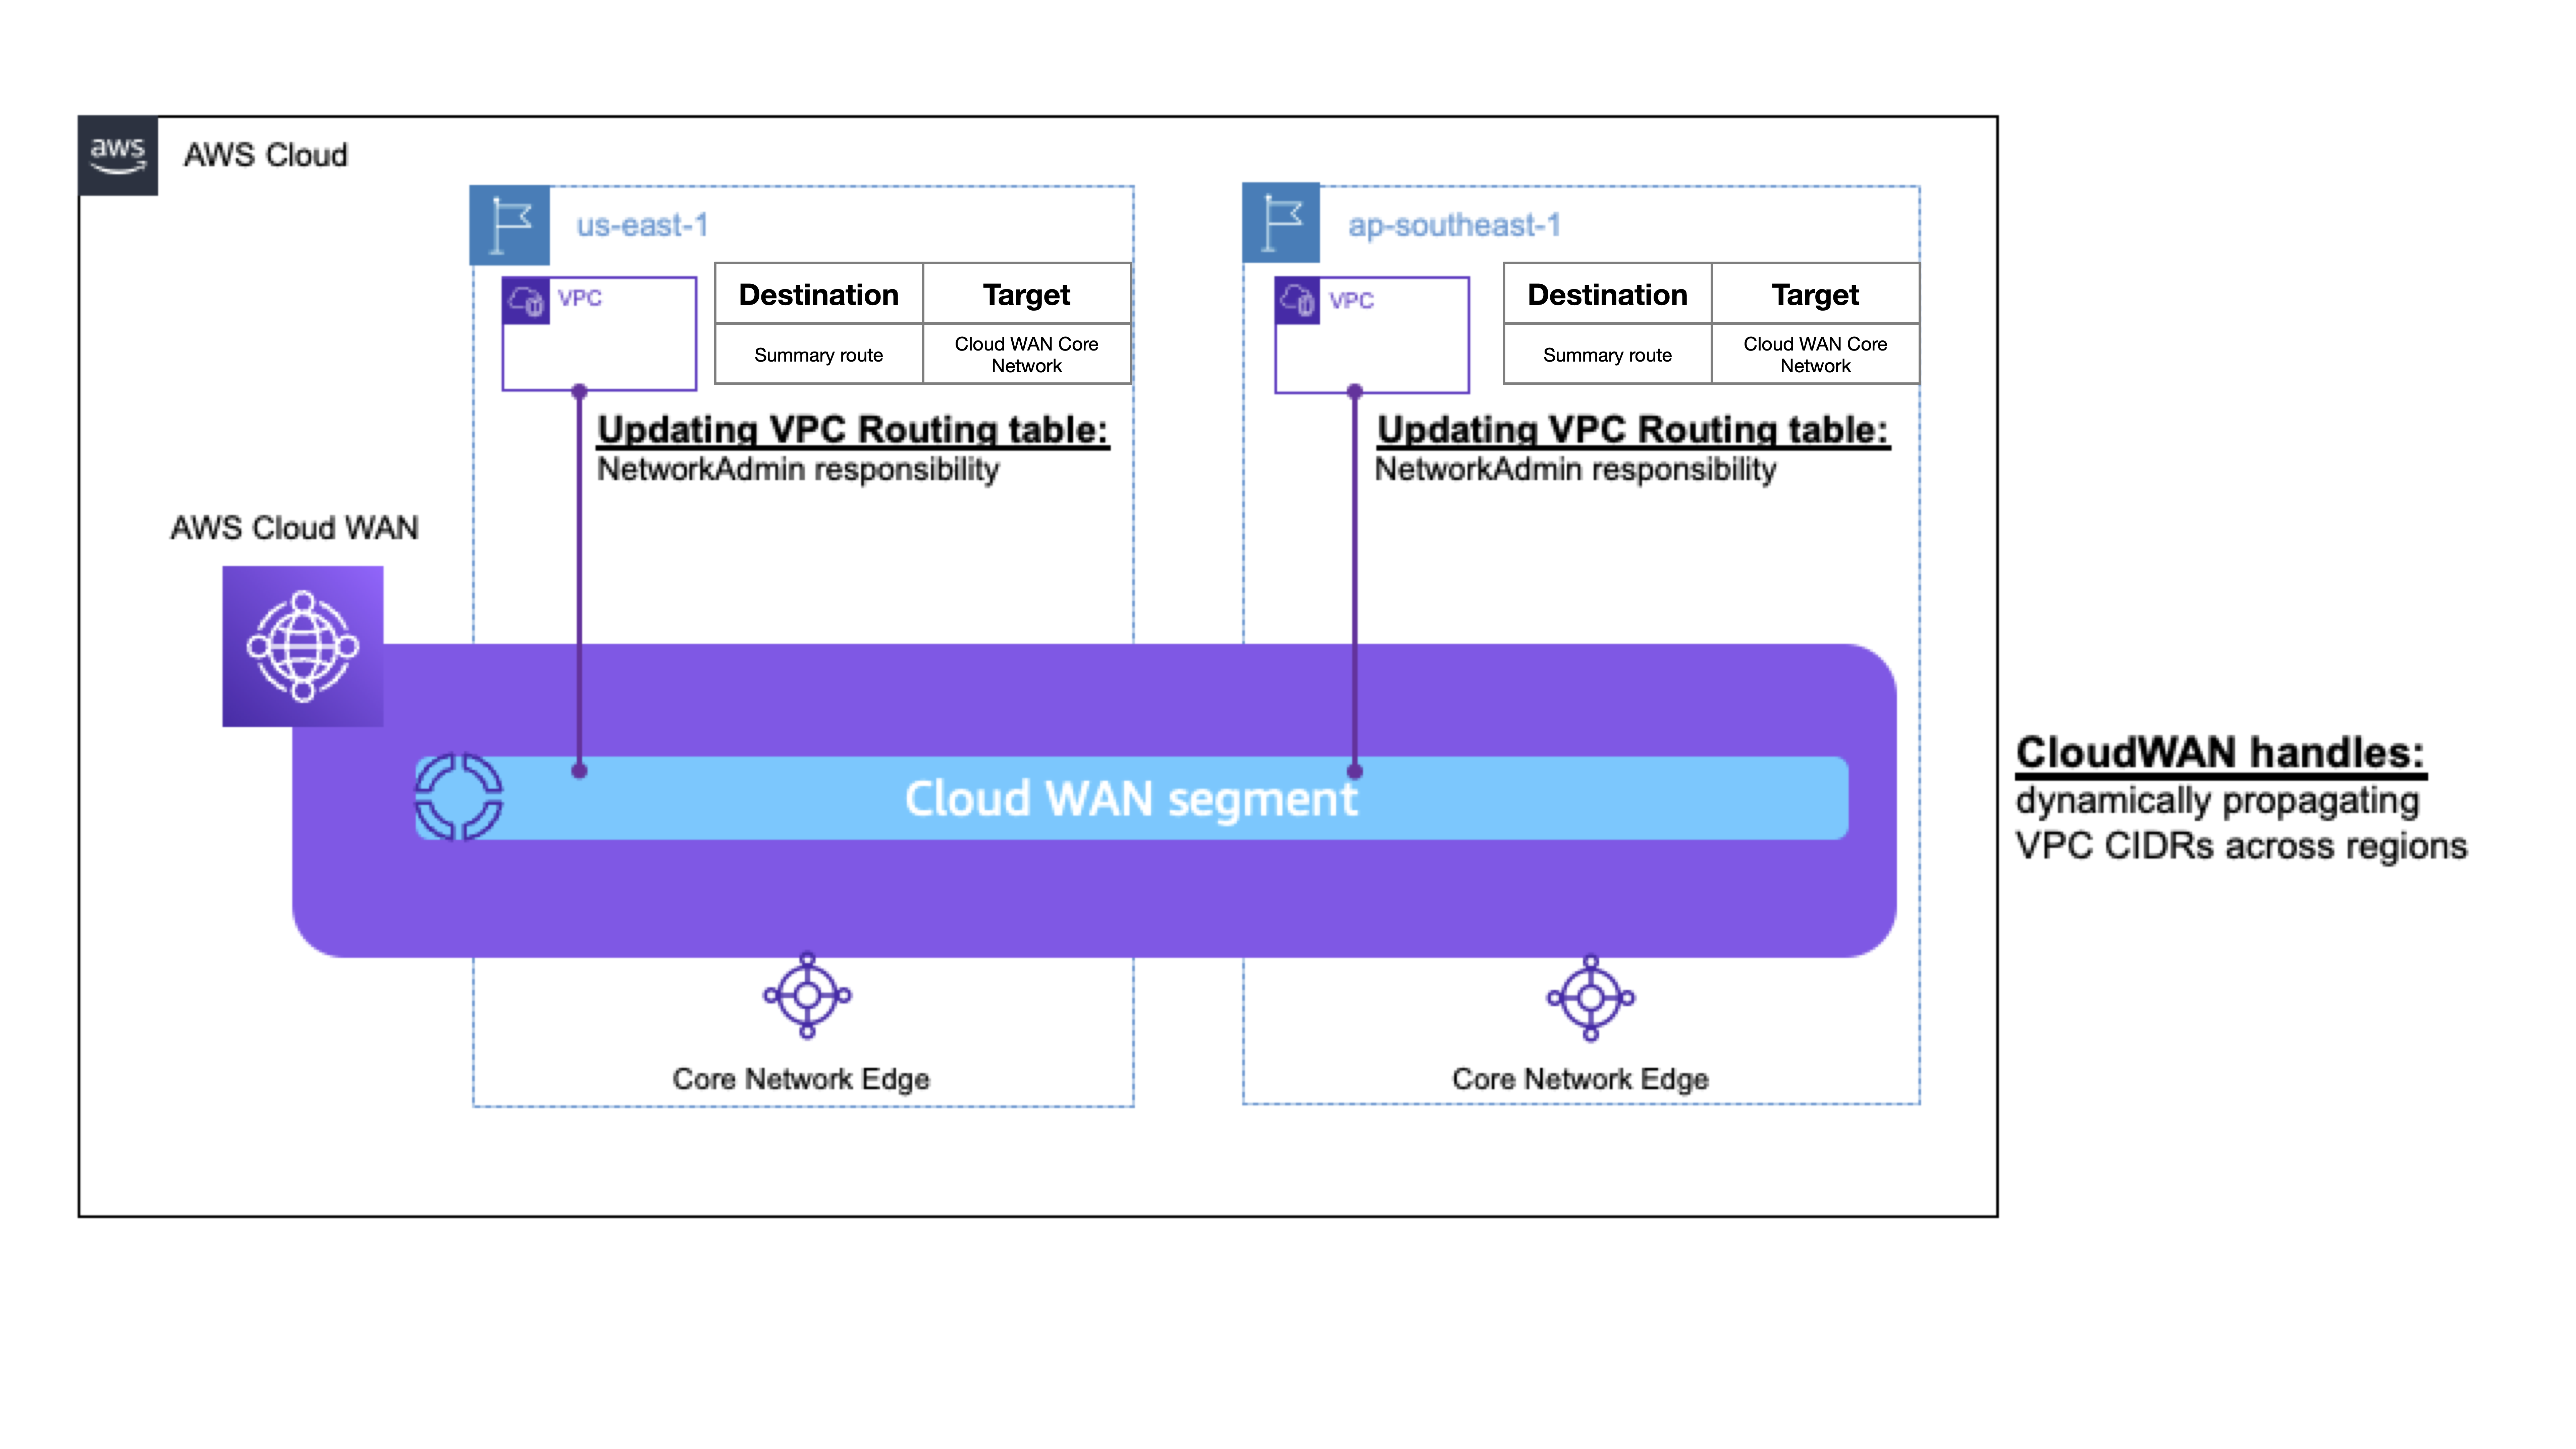 aws
AWS Cloud
us-east-1
VPC
Destination
Target
Summary route
Cloud WAN Core
Network
Updating VPC Routing table:
NetworkAdmin responsibility
ap-southeast-1
VPC
Destination
Target
Summary route
Cloud WAN Core
Network
Updating VPC Routing table:
NetworkAdmin responsibility
AWS Cloud WAN
Cloud WAN segment
CloudWAN handles:
dynamically propagating
VPC CIDRs across regions
Core Network Edge
Core Network Edge